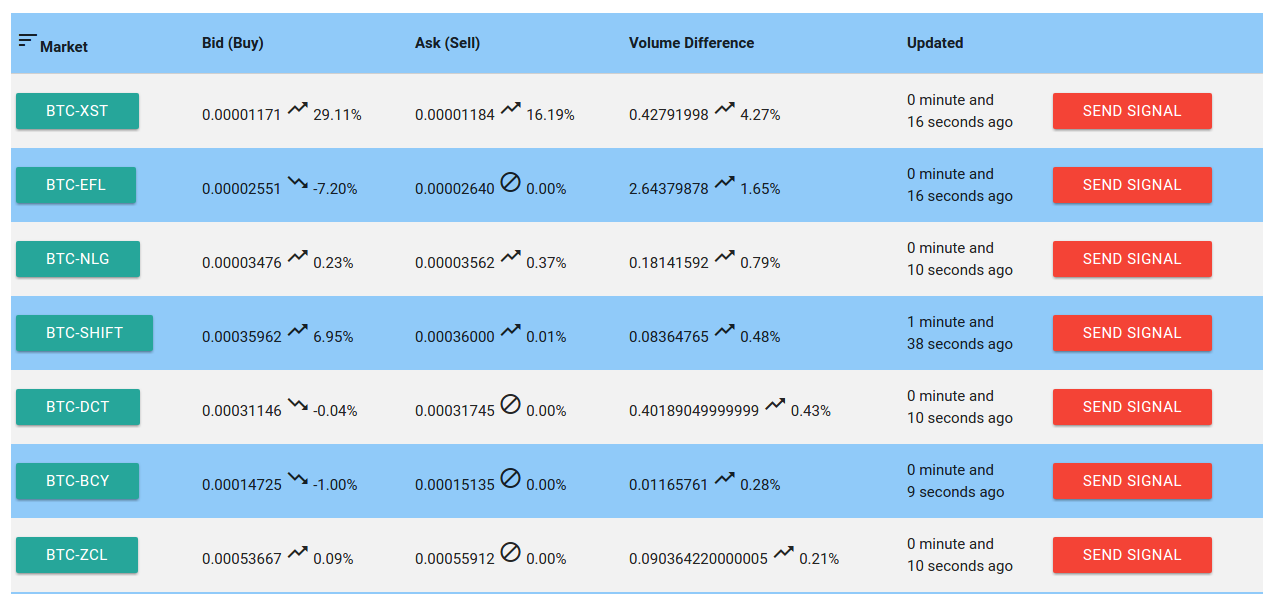 Market Bid (Buy) Ask (Sell) Volume Difference Updated
BTC-XST 0.00001171 29.11% 0.00001184 16.19% 0.42791998 4.27% 0 minute and
16 seconds ago SEND SIGNAL
BTC-EFL 0.00002551 -7.20% 0.00002640 0.00% 2.64379878 1.65% 0 minute and
16 seconds ago SEND SIGNAL
BTC-NLG 0.00003476 0.23% 0.00003562 0.37% 0.18141592 0.79% 0 minute and
10 seconds ago SEND SIGNAL
BTC-SHIFT 0.00035962 6.95% 0.00036000 0.01% 0.08364765 0.48% 1 minute and
38 seconds ago SEND SIGNAL
BTC-DCT 0.00031146 -0.04% 0.00031745 0.00% 0.40189049999999 0.43% 0 minute and
10 seconds ago SEND SIGNAL
BTC-BCY 0.00014725 -1.00% 0.00015135 0.00% 0.01165761 0.28% 0 minute and
9 seconds ago SEND SIGNAL
BTC-ZCL 0.00053667 0.09% 0.00055912 0.00% 0.090364220000005 0.21% 0 minute and
10 seconds ago SEND SIGNAL